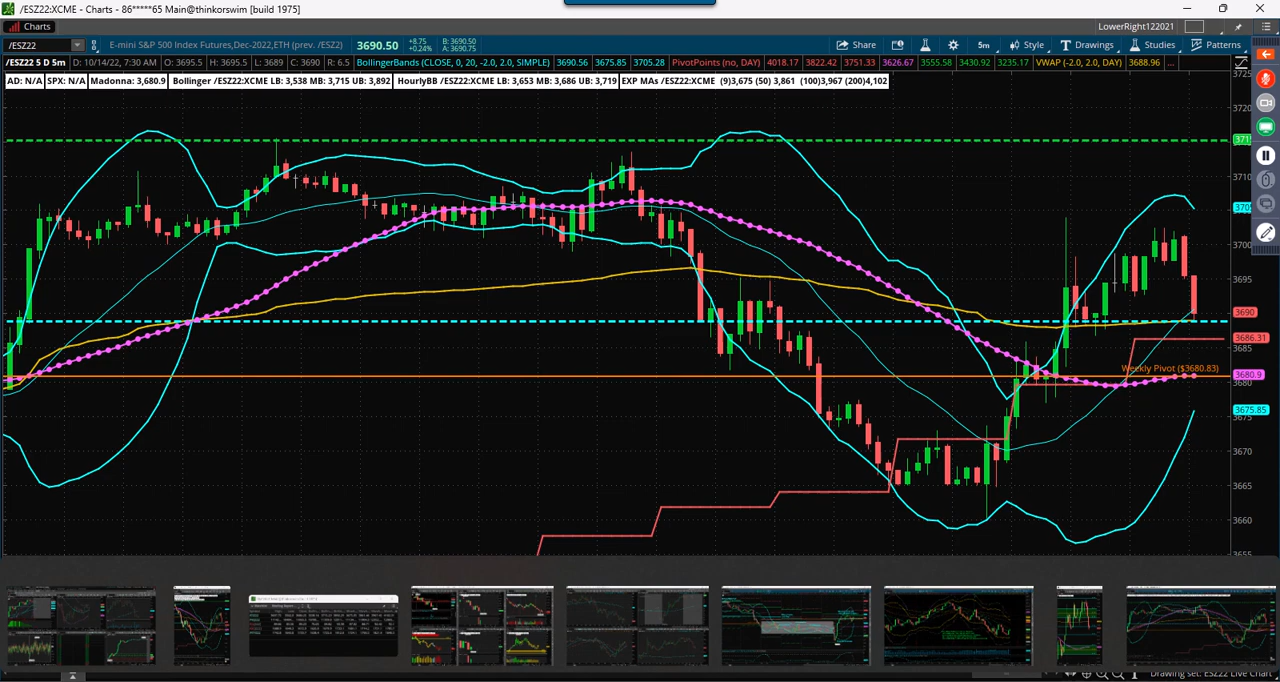 /ESZ22:XCME - Charts - 86*****65 Main@thinkorswim [build 1975]
Charts
LowerRight122021
/ESZ22
E-mini S&P 500 Index Futures,Dec-2022,ETH (prev. /ESZ2)
3690.50
+8.75
+0.24%
B: 3690.50
A: 3690.75
Share
5m
Style
Drawings
Studies
Patterns
/ESZ22 5 D 5m D: 10/14/22, 7:30 AM O: 3695.5 H: 3695.5 L: 3689 C: 3690 R: 6.5 BollingerBands (CLOSE, 0, 20, -2.0, 2.0, SIMPLE) 3690.56 3675.85 3705.28 PivotPoints (no, DAY) 4018.17 3822.42 3751.33 3626.67 3555.58 3430.92 3235.17 VWAP (-2.0, 2.0, DAY) 3688.96 ...
AD: N/A SPX: N/A Madonna: 3,680.9 Bollinger /ESZ22:XCME LB: 3,538 MB: 3,715 UB: 3,892 HourlyBB /ESZ22:XCME LB: 3,653 MB: 3,686 UB: 3,719 EXP MAs /ESZ22:XCME (9)3,675 (50) 3,861 (100)3,967 (200)4,102
3700
3695
3690
3686.31
3685
Weekly Pivot ($3680.83)
3680.9
3680
3675.85
3670
3665
3660
3655
Drawing set: ESZ22 Live Chart